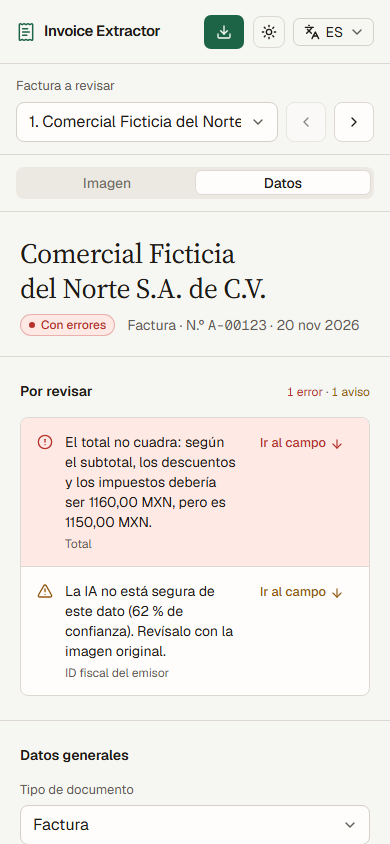 Invoice Extractor
ES
Factura a revisar
1. Comercial Ficticia del Norte
Imagen
Datos
Comercial Ficticia
del Norte S.A. de C.V.
Con errores
Factura · N.º A-00123 · 20 nov 2026
Por revisar
1 error · 1 aviso
El total no cuadra: según
el subtotal, los descuentos
y los impuestos debería
ser 1160,00 MXN, pero es
1150,00 MXN.
Ir al campo ↓
Total
La IA no está segura de
este dato (62 % de
confianza). Revísalo con la
imagen original.
Ir al campo ↓
ID fiscal del emisor
Datos generales
Tipo de documento
Factura